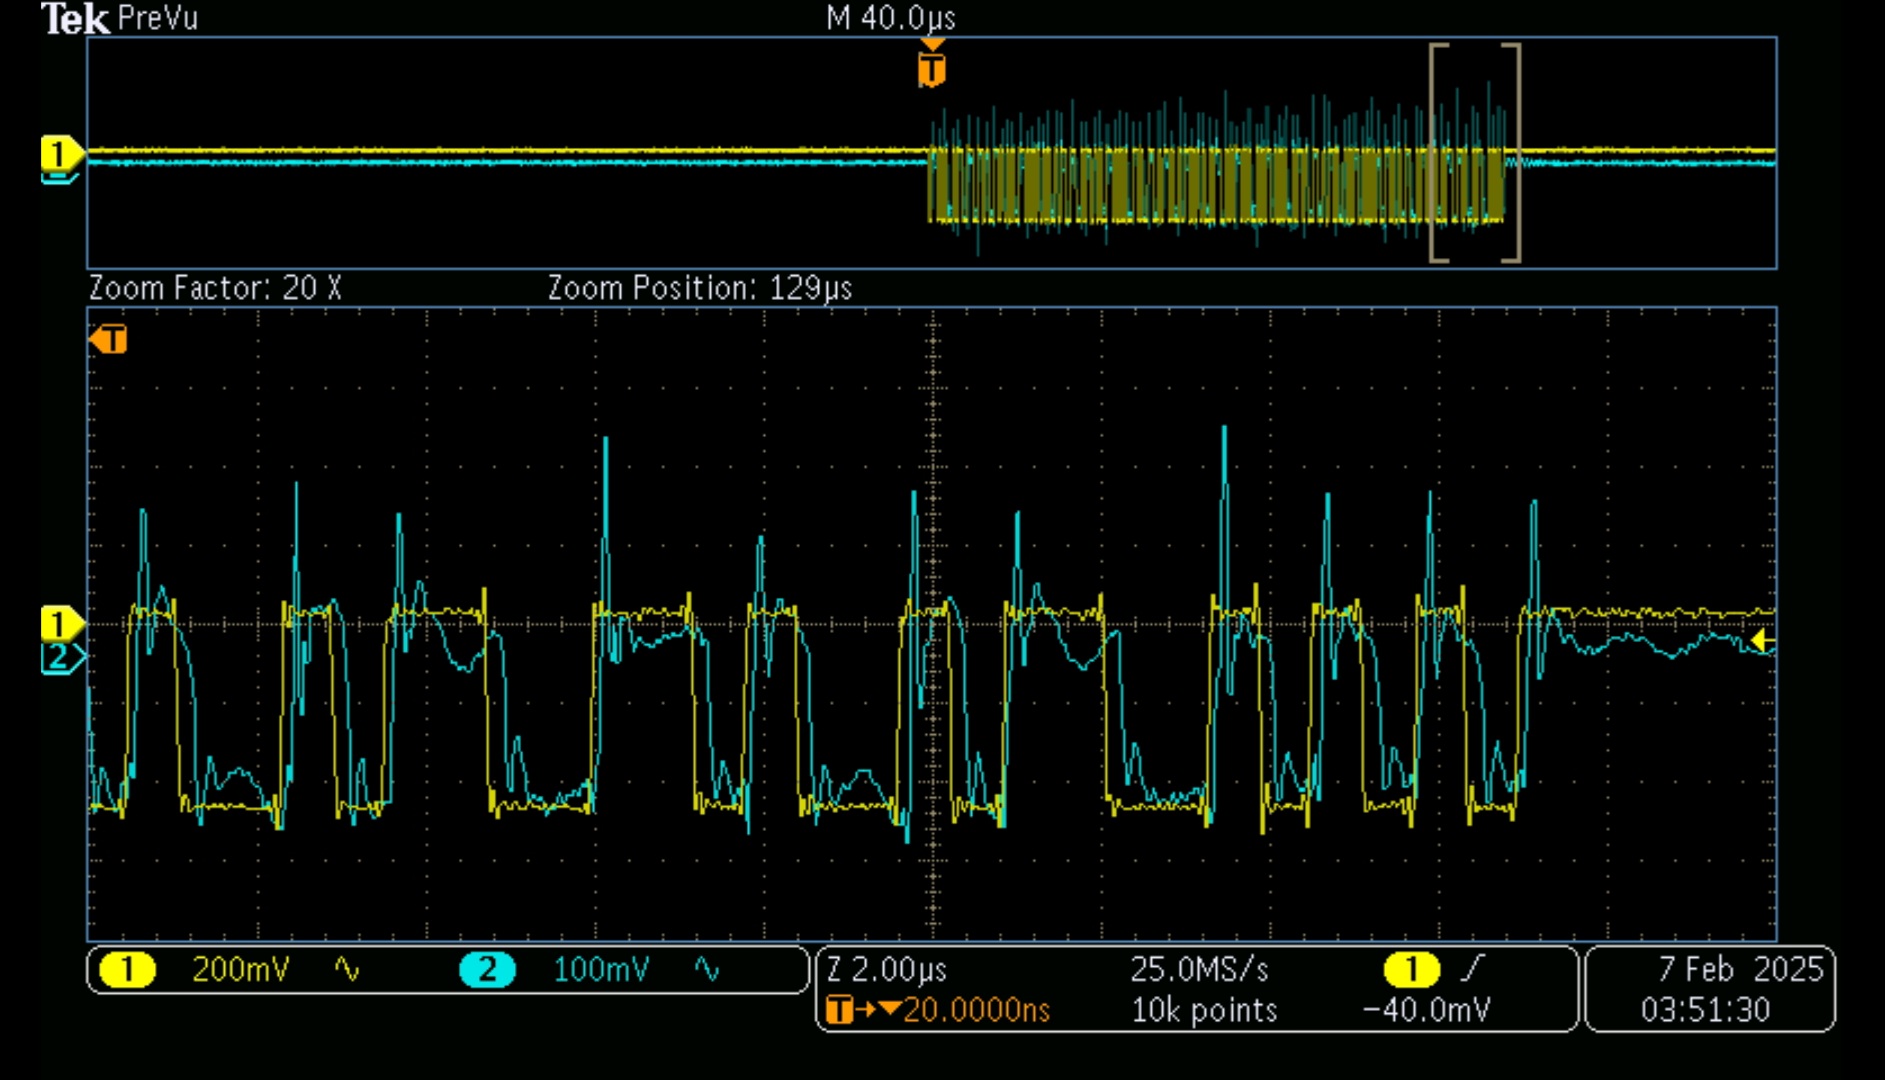 Tek PreVu M 40.0µs
T
1
Zoom Factor: 20 X Zoom Position: 129µs
T
1
2
1 200mV 2 100mV Z 2.00µs 25.0MS/s 1 7 Feb 2025
T→▼20.0000ns 10k points −40.0mV 03:51:30